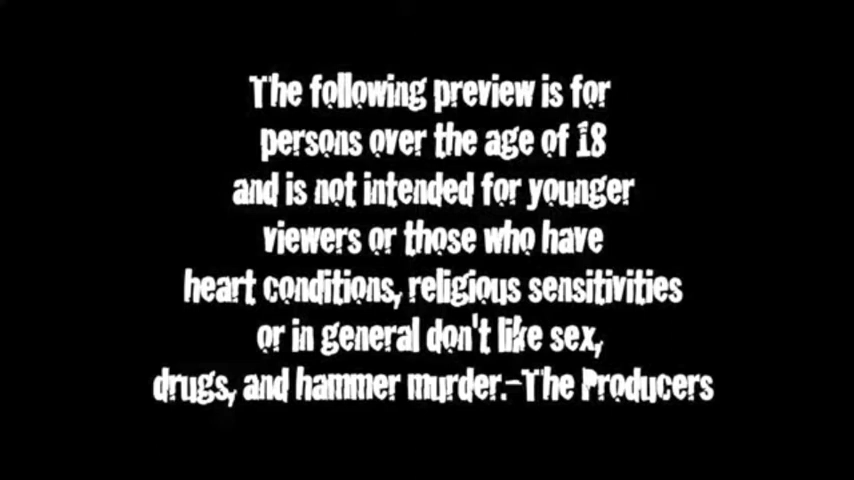 The following preview is for
persons over the age of 18
and is not intended for younger
viewers or those who have
heart conditions, religious sensitivities
or in general don't like sex,
drugs, and hammer murder.-The Producers